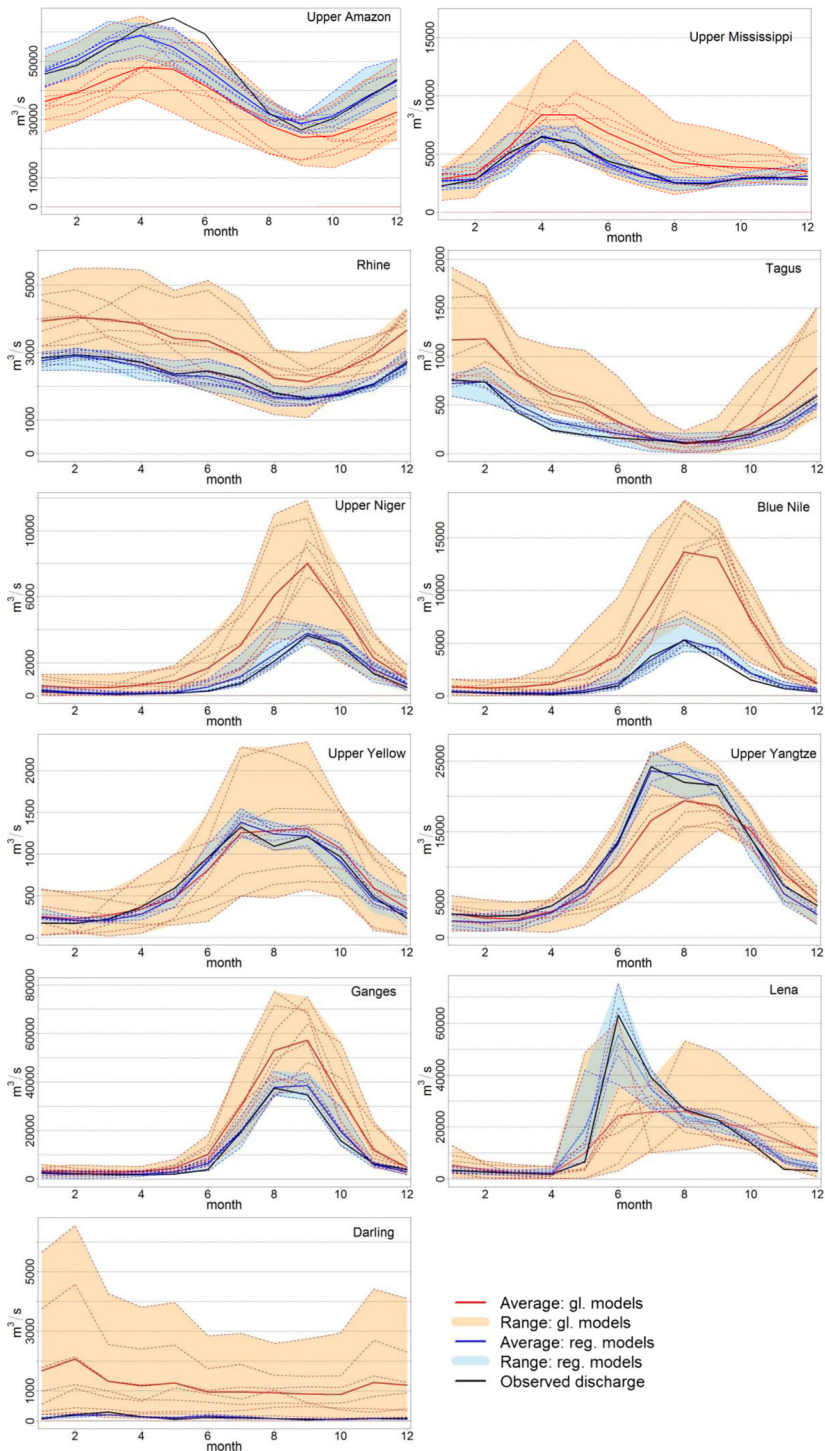 Upper Amazon
50000
30000
10000
0
m³/s
2 4 6 8 10 12
month
Upper Mississippi
15000
10000
5000
0
m³/s
2 4 6 8 10 12
month
Rhine
5000
3000
1000
0
m³/s
2 4 6 8 10 12
month
Tagus
2000
1500
1000
500
0
m³/s
2 4 6 8 10 12
month
Upper Niger
10000
6000
2000
0
m³/s
2 4 6 8 10 12
month
Blue Nile
15000
10000
5000
0
m³/s
2 4 6 8 10 12
month
Upper Yellow
2000
1500
1000
500
0
m³/s
2 4 6 8 10 12
month
Upper Yangtze
25000
15000
5000
0
m³/s
2 4 6 8 10 12
month
Ganges
80000
60000
40000
20000
0
m³/s
2 4 6 8 10 12
month
Lena
60000
40000
20000
0
m³/s
2 4 6 8 10 12
month
Darling
5000
3000
1000
0
m³/s
2 4 6 8 10 12
month
Average: gl. models
Range: gl. models
Average: reg. models
Range: reg. models
Observed discharge